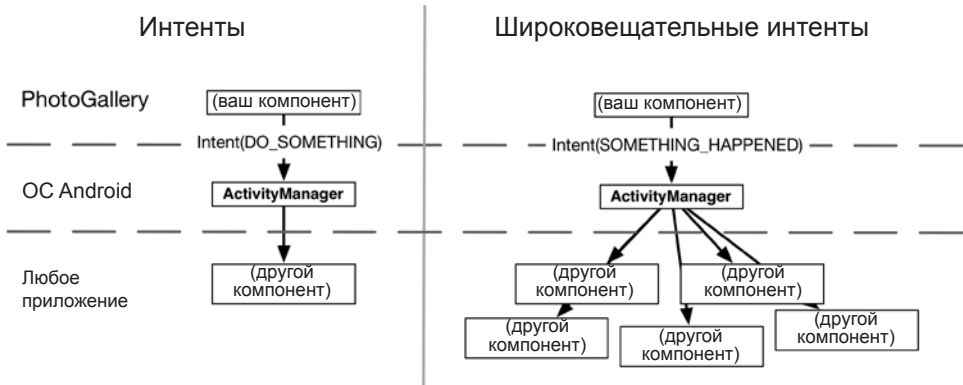 Интенты
Широковещательные интенты
PhotoGallery
(ваш компонент)
(ваш компонент)
Intent(DO_SOMETHING)
Intent(SOMETHING_HAPPENED)
ОС Android
ActivityManager
ActivityManager
Любое
приложение
(другой
компонент)
(другой
компонент)
(другой
компонент)
(другой
компонент)
(другой
компонент)
(другой
компонент)